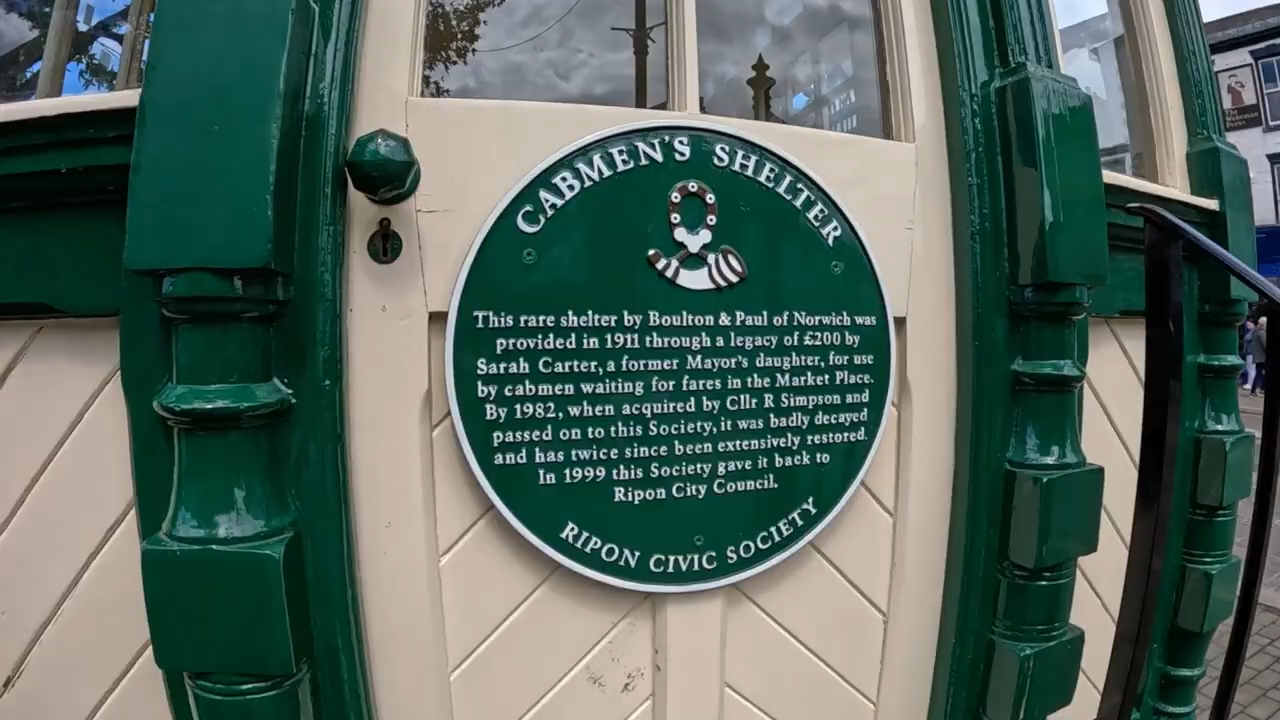 CABMEN'S SHELTER
This rare shelter by Boulton & Paul of Norwich was
provided in 1911 through a legacy of £200 by
Sarah Carter, a former Mayor's daughter, for use
by cabmen waiting for fares in the Market Place.
By 1982, when acquired by Cllr R Simpson and
passed on to this Society, it was badly decayed
and has twice since been extensively restored.
In 1999 this Society gave it back to
Ripon City Council.
RIPON CIVIC SOCIETY
The
Wakeman